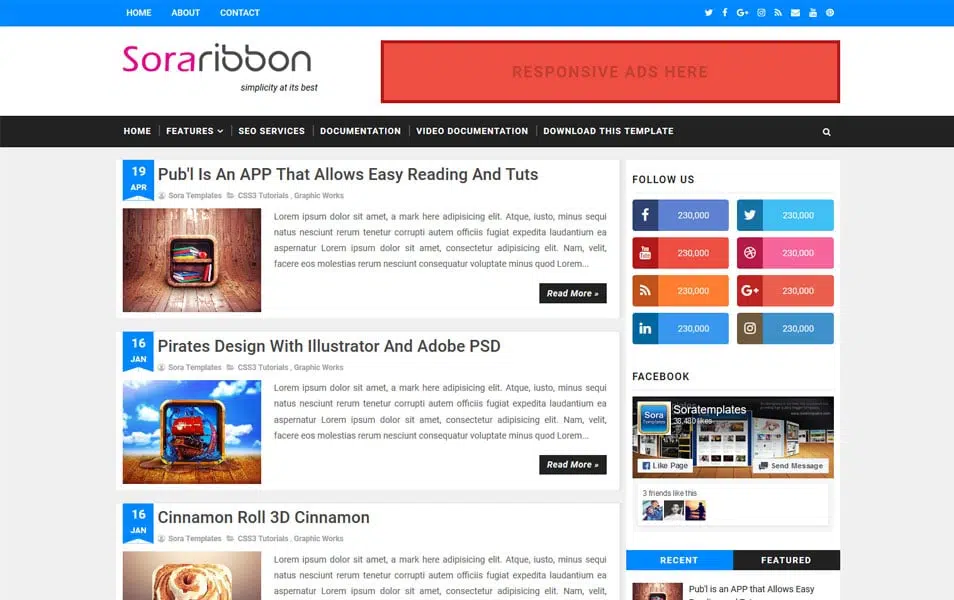 HOME ABOUT CONTACT
Soraribbon
simplicity at its best
RESPONSIVE ADS HERE
HOME FEATURES SEO SERVICES DOCUMENTATION VIDEO DOCUMENTATION DOWNLOAD THIS TEMPLATE
19
APR
Pub'l Is An APP That Allows Easy Reading And Tuts
Sora Templates CSS3 Tutorials , Graphic Works
Lorem ipsum dolor sit amet, a mark here adipisicing elit. Atque, iusto, minus sequi
natus nesciunt rerum tenetur corrupti autem officiis fugiat expedita laudantium ea
aspernatur Lorem ipsum dolor sit amet, consectetur adipisicing elit. Nam, velit,
facere eos molestias rerum nesciunt consequatur voluptate minus quod Lorem...
Read More »
16
JAN
Pirates Design With Illustrator And Adobe PSD
Sora Templates CSS3 Tutorials , Graphic Works
Lorem ipsum dolor sit amet, a mark here adipisicing elit. Atque, iusto, minus sequi
natus nesciunt rerum tenetur corrupti autem officiis fugiat expedita laudantium ea
aspernatur Lorem ipsum dolor sit amet, consectetur adipisicing elit. Nam, velit,
facere eos molestias rerum nesciunt consequatur voluptate minus quod Lorem...
Read More »
16
JAN
Cinnamon Roll 3D Cinnamon
Sora Templates CSS3 Tutorials , Graphic Works
Lorem ipsum dolor sit amet, a mark here adipisicing elit. Atque, iusto, minus sequi
natus nesciunt rerum tenetur corrupti autem officiis fugiat expedita laudantium ea
aspernatur Lorem ipsum dolor sit amet, consectetur adipisicing elit. Nam, velit,
FOLLOW US
230,000 230,000
230,000 230,000
230,000 230,000
230,000 230,000
FACEBOOK
Sora
Templates
Soratemplates
likes
Like Page Send Message
3 friends like this
RECENT FEATURED
Pub'l is an APP that Allows Easy